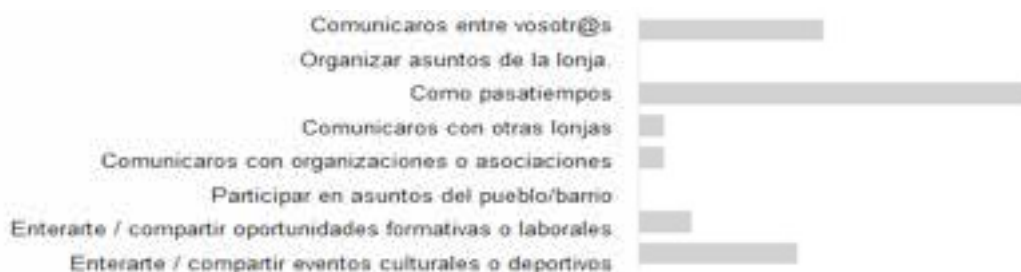 Comunicaros entre vosotr@s
Organizar asuntos de la lonja.
Como pasatiempos
Comunicaros con otras lonjas
Comunicaros con organizaciones o asociaciones
Participar en asuntos del pueblo/barrio
Enterarte / compartir oportunidades formativas o laborales
Enterarte / compartir eventos culturales o deportivos